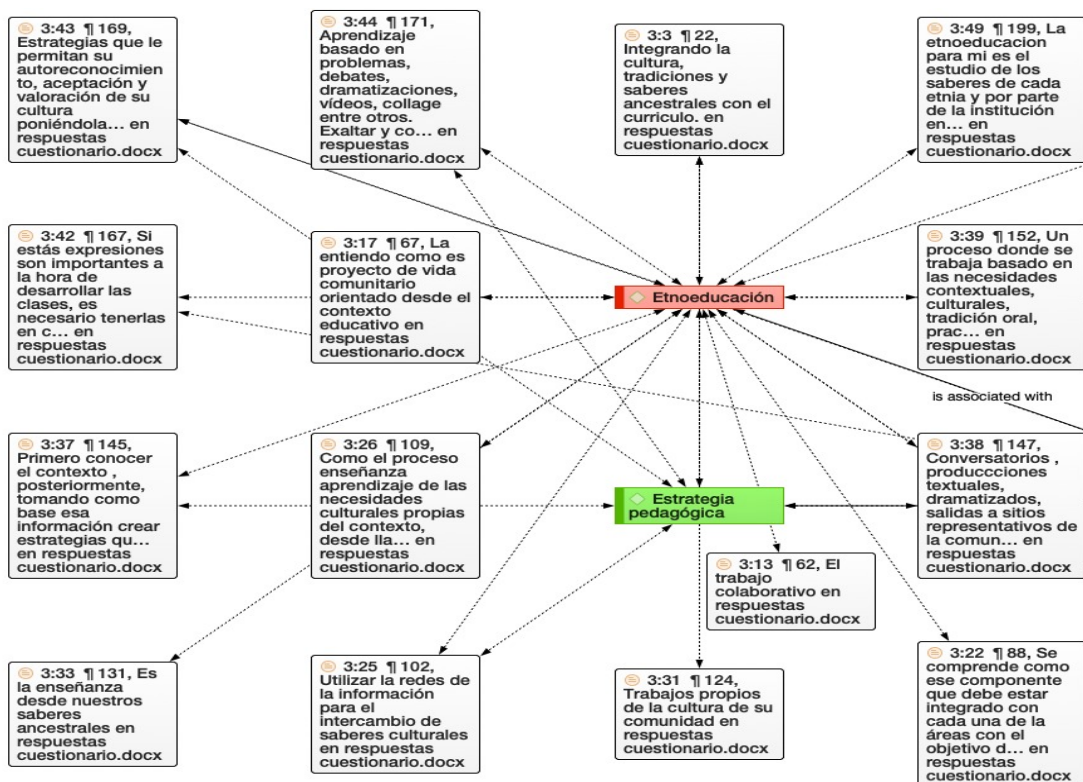 3:43 ¶ 169,
Estrategias que le
permitan su
autoreconocimien
to, aceptación y
valoración de su
cultura
poniéndola... en
respuestas
cuestionario.docx
3:44 ¶ 171,
Aprendizaje
basado en
problemas,
debates,
dramatizaciones,
vídeos, collage
entre otros.
Exaltar y co... en
respuestas
cuestionario.docx
3:3 ¶ 22,
Integrando la
cultura,
tradiciones y
saberes
ancestrales con el
curriculo. en
respuestas
cuestionario.docx
3:49 ¶ 199, La
etnoeducacion
para mi es el
estudio de los
saberes de cada
etnia y por parte
de la institución
en... en
respuestas
cuestionario.docx
3:42 ¶ 167, Si
estás expresiones
son importantes a
la hora de
desarrollar las
clases, es
necesario tenerlas
en c... en
respuestas
cuestionario.docx
3:17 ¶ 67, La
entiendo como es
proyecto de vida
comunitario
orientado desde el
contexto
educativo en
respuestas
cuestionario.docx
Etnoeducación
3:39 ¶ 152, Un
proceso donde se
trabaja basado en
las necesidades
contextuales,
culturales,
tradición oral,
prac... en
respuestas
cuestionario.docx
is associated with
3:37 ¶ 145,
Primero conocer
el contexto ,
posteriormente,
tomando como
base esa
información crear
estrategias qu...
en respuestas
cuestionario.docx
3:26 ¶ 109,
Como el proceso
enseñanza
aprendizaje de las
necesidades
culturales propias
del contexto,
desde lla... en
respuestas
cuestionario.docx
Estrategia
pedagógica
3:38 ¶ 147,
Conversatorios ,
produccciones
textuales,
dramatizados,
salidas a sitios
representativos de
la comun... en
respuestas
cuestionario.docx
3:13 ¶ 62, El
trabajo
colaborativo en
respuestas
cuestionario.docx
3:33 ¶ 131, Es
la enseñanza
desde nuestros
saberes
ancestrales en
respuestas
cuestionario.docx
3:25 ¶ 102,
Utilizar la redes de
la información
para el
intercambio de
saberes culturales
en respuestas
cuestionario.docx
3:31 ¶ 124,
Trabajos propios
de la cultura de su
comunidad en
respuestas
cuestionario.docx
3:22 ¶ 88, Se
comprende como
ese componente
que debe estar
integrado con
cada una de la
áreas con el
objetivo d... en
respuestas
cuestionario.docx